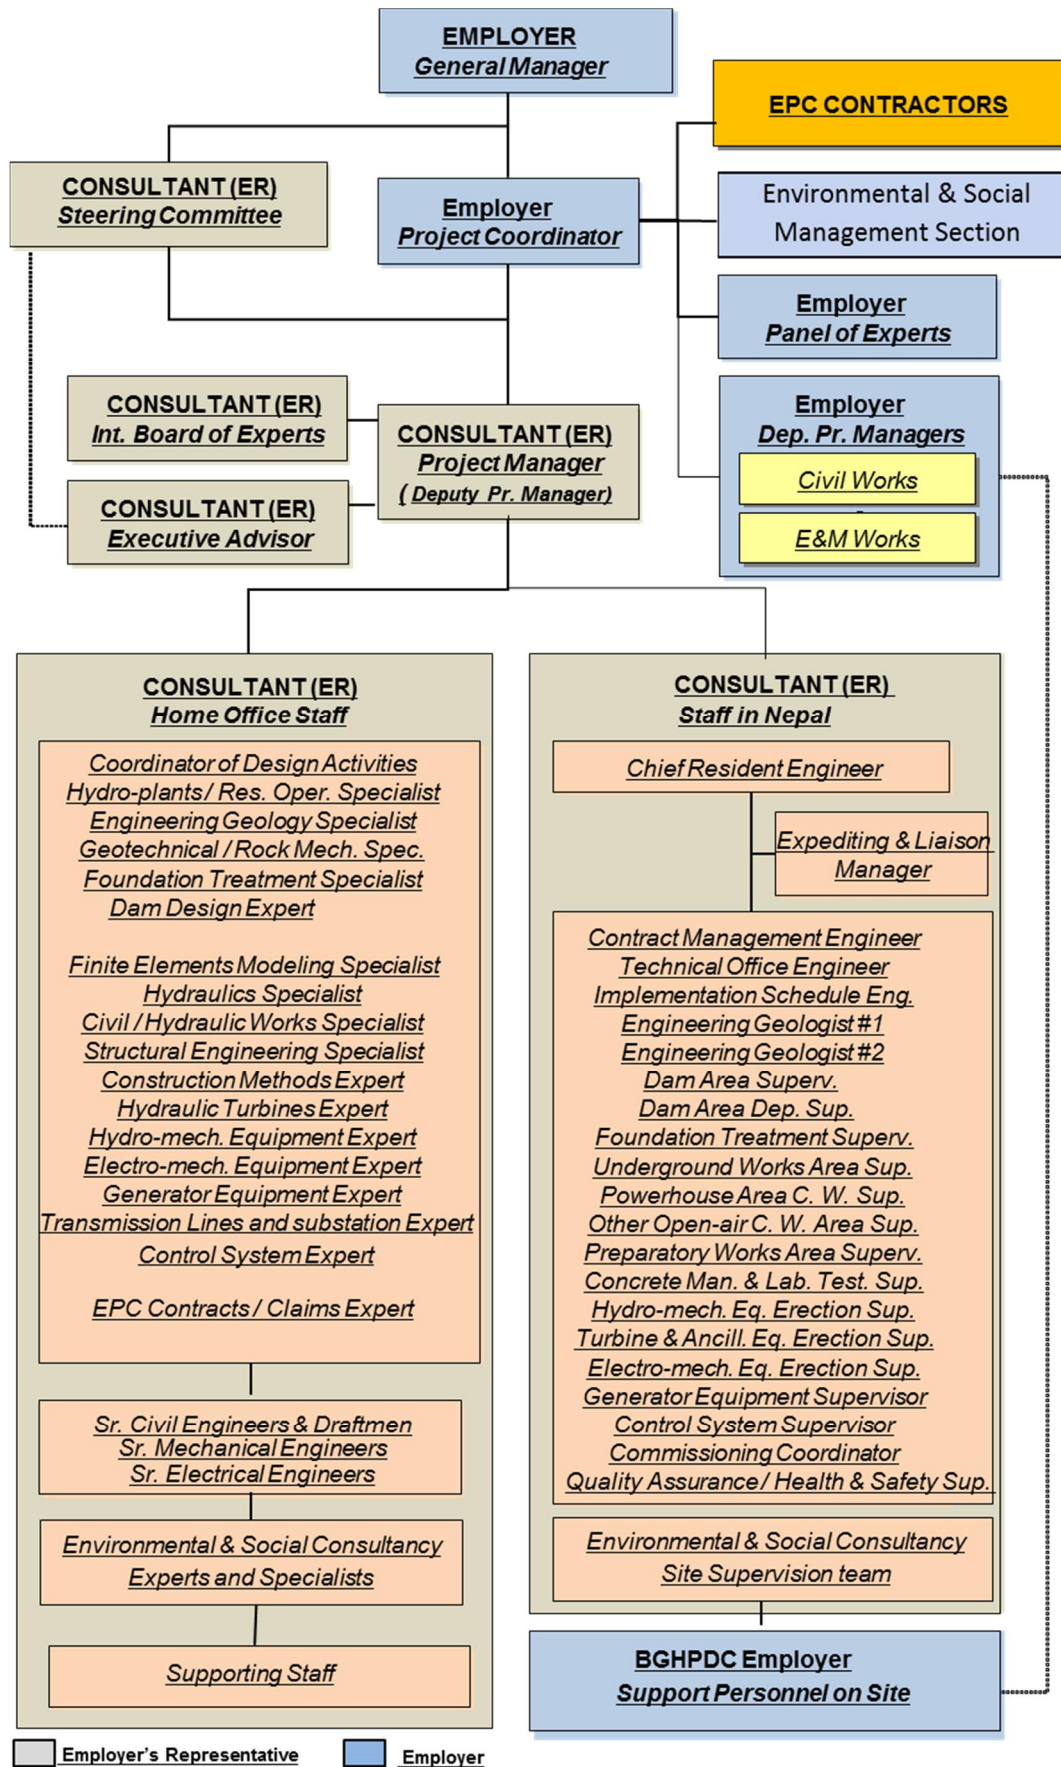 EMPLOYER
General Manager
EPC CONTRACTORS
CONSULTANT (ER)
Steering Committee
Employer
Project Coordinator
Environmental & Social
Management Section
Employer
Panel of Experts
CONSULTANT (ER)
Int. Board of Experts
CONSULTANT (ER)
Project Manager
( Deputy Pr. Manager)
Employer
Dep. Pr. Managers
Civil Works
E&M Works
CONSULTANT (ER)
Executive Advisor
CONSULTANT (ER)
Home Office Staff
Coordinator of Design Activities
Hydro-plants / Res. Oper. Specialist
Engineering Geology Specialist
Geotechnical / Rock Mech. Spec.
Foundation Treatment Specialist
Dam Design Expert
Finite Elements Modeling Specialist
Hydraulics Specialist
Civil / Hydraulic Works Specialist
Structural Engineering Specialist
Construction Methods Expert
Hydraulic Turbines Expert
Hydro-mech. Equipment Expert
Electro-mech. Equipment Expert
Generator Equipment Expert
Transmission Lines and substation Expert
Control System Expert
EPC Contracts / Claims Expert
Sr. Civil Engineers & Draftmen
Sr. Mechanical Engineers
Sr. Electrical Engineers
Environmental & Social Consultancy
Experts and Specialists
Supporting Staff
CONSULTANT (ER)
Staff in Nepal
Chief Resident Engineer
Expediting & Liaison
Manager
Contract Management Engineer
Technical Office Engineer
Implementation Schedule Eng.
Engineering Geologist #1
Engineering Geologist #2
Dam Area Superv.
Dam Area Dep. Sup.
Foundation Treatment Superv.
Underground Works Area Sup.
Powerhouse Area C. W. Sup.
Other Open-air C. W. Area Sup.
Preparatory Works Area Superv.
Concrete Man. & Lab. Test. Sup.
Hydro-mech. Eq. Erection Sup.
Turbine & Ancill. Eq. Erection Sup.
Electro-mech. Eq. Erection Sup.
Generator Equipment Supervisor
Control System Supervisor
Commissioning Coordinator
Quality Assurance / Health & Safety Sup.
Environmental & Social Consultancy
Site Supervision team
BGHPDC Employer
Support Personnel on Site
Employer's Representative
Employer